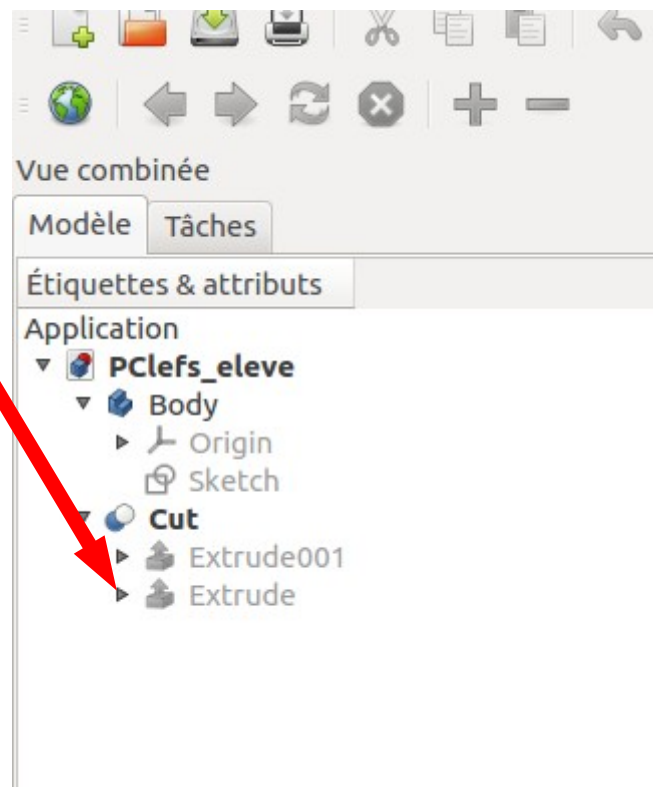 Vue combinée
Modèle Tâches
Étiquettes & attributs
Application
PClefs_eleve
Body
Origin
Sketch
Cut
Extrude001
Extrude